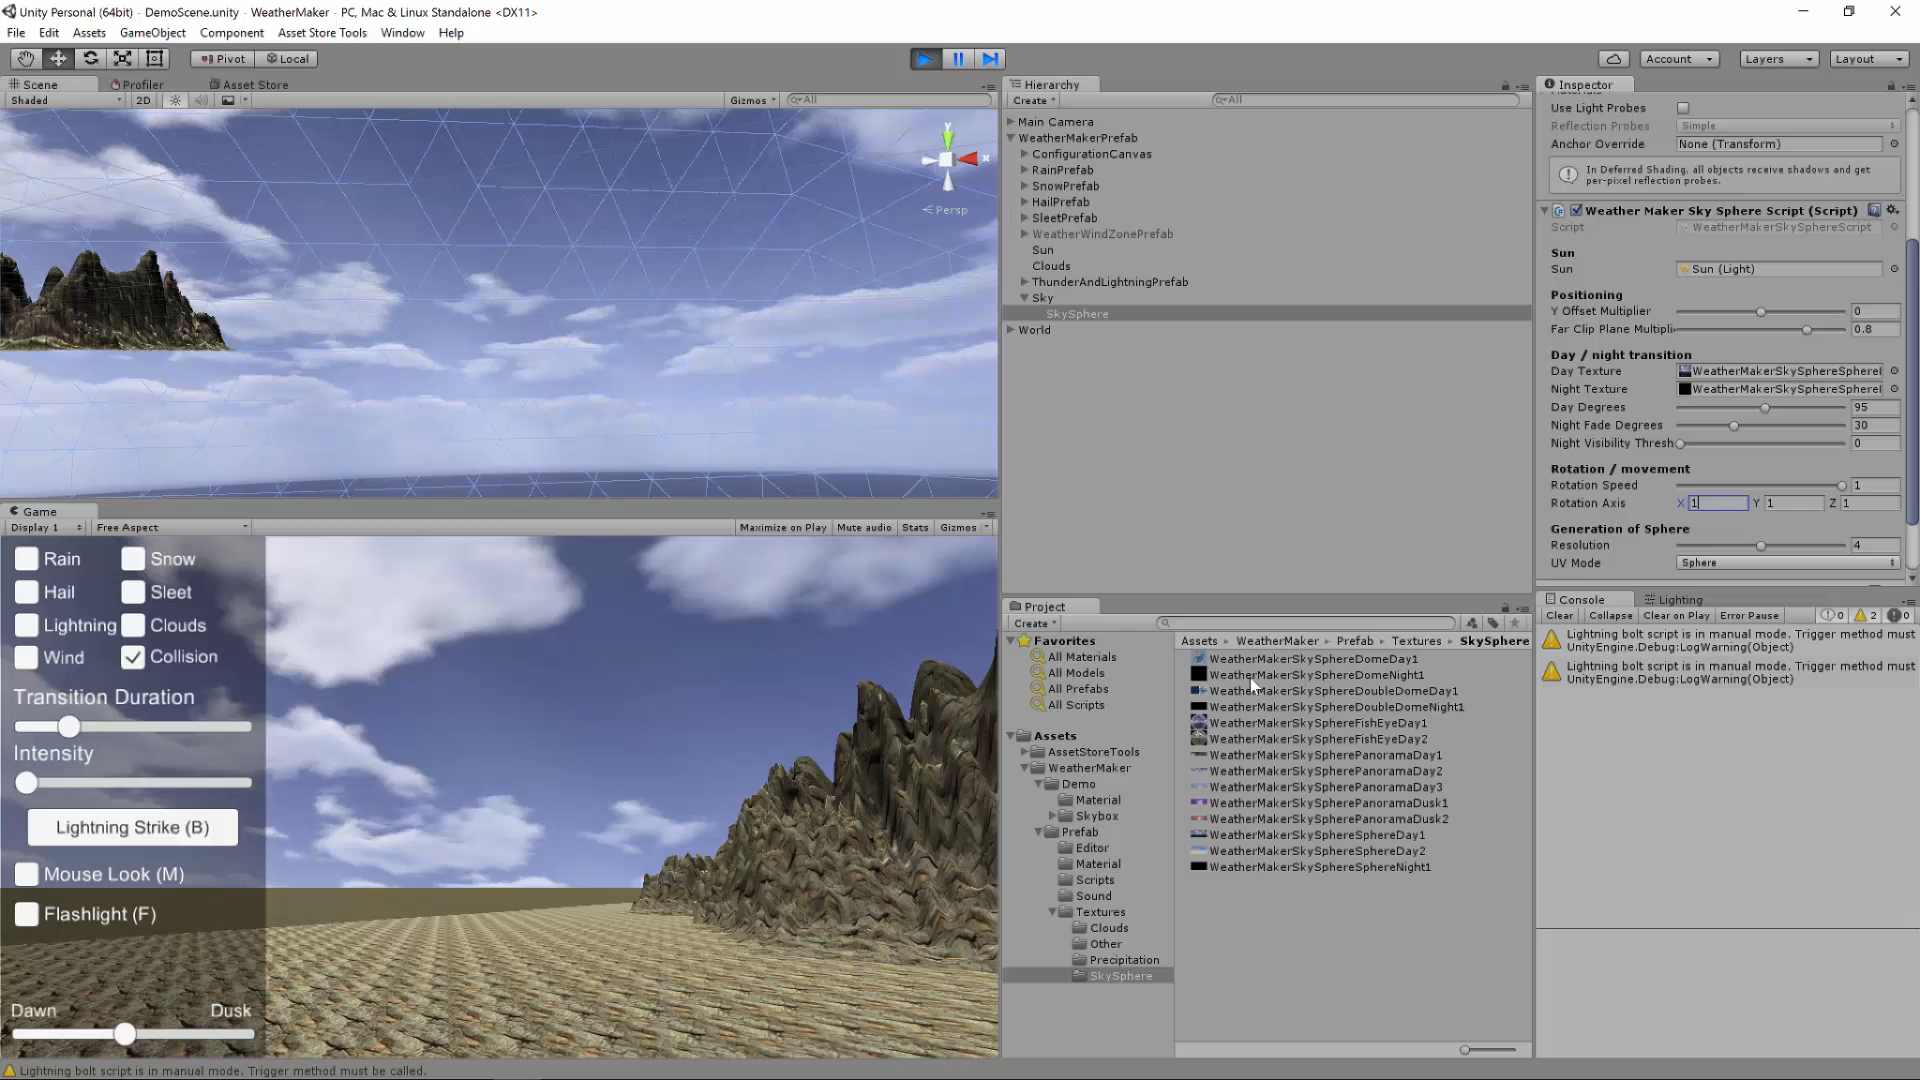 Unity Personal (64bit) - DemoScene.unity - WeatherMaker - PC, Mac & Linux Standalone <DX11>
File Edit Assets GameObject Component Asset Store Tools Window Help
Pivot Local Account Layers Layout
Scene Profiler Asset Store
Shaded 2D Gizmos All
y
x
Persp
Game
Display 1 Free Aspect Maximize on Play Mute audio Stats Gizmos
Rain Snow
Hail Sleet
Lightning Clouds
Wind Collision
Transition Duration
Intensity
Lightning Strike (B)
Mouse Look (M)
Flashlight (F)
Dawn Dusk
Lightning bolt script is in manual mode. Trigger method must be called.
Hierarchy
Create All
Main Camera
WeatherMakerPrefab
ConfigurationCanvas
RainPrefab
SnowPrefab
HailPrefab
SleetPrefab
WeatherWindZonePrefab
Sun
Clouds
ThunderAndLightningPrefab
Sky
SkySphere
World
Project
Create
Favorites
All Materials
All Models
All Prefabs
All Scripts
Assets
AssetStoreTools
WeatherMaker
Demo
Material
Skybox
Prefab
Editor
Material
Scripts
Sound
Textures
Clouds
Other
Precipitation
SkySphere
Assets WeatherMaker Prefab Textures SkySphere
WeatherMakerSkySphereDomeDay1
WeatherMakerSkySphereDomeNight1
WeatherMakerSkySphereDoubleDomeDay1
WeatherMakerSkySphereDoubleDomeNight1
WeatherMakerSkySphereFishEyeDay1
WeatherMakerSkySphereFishEyeDay2
WeatherMakerSkySpherePanoramaDay1
WeatherMakerSkySpherePanoramaDay2
WeatherMakerSkySpherePanoramaDay3
WeatherMakerSkySpherePanoramaDusk1
WeatherMakerSkySpherePanoramaDusk2
WeatherMakerSkySphereSphereDay1
WeatherMakerSkySphereSphereDay2
WeatherMakerSkySphereSphereNight1
Inspector
Use Light Probes
Reflection Probes Simple
Anchor Override None (Transform)
In Deferred Shading, all objects receive shadows and get
per-pixel reflection probes.
Weather Maker Sky Sphere Script (Script)
Script WeatherMakerSkySphereScript
Sun
Sun Sun (Light)
Positioning
Y Offset Multiplier 0
Far Clip Plane Multipli 0.8
Day / night transition
Day Texture WeatherMakerSkySphereSphere
Night Texture WeatherMakerSkySphereSphere
Day Degrees 95
Night Fade Degrees 30
Night Visibility Thresh 0
Rotation / movement
Rotation Speed 1
Rotation Axis X 1 Y 1 Z 1
Generation of Sphere
Resolution 4
UV Mode Sphere
Console Lighting
Clear Collapse Clear on Play Error Pause 0 2 0
Lightning bolt script is in manual mode. Trigger method must
UnityEngine.Debug:LogWarning(Object)
Lightning bolt script is in manual mode. Trigger method must
UnityEngine.Debug:LogWarning(Object)